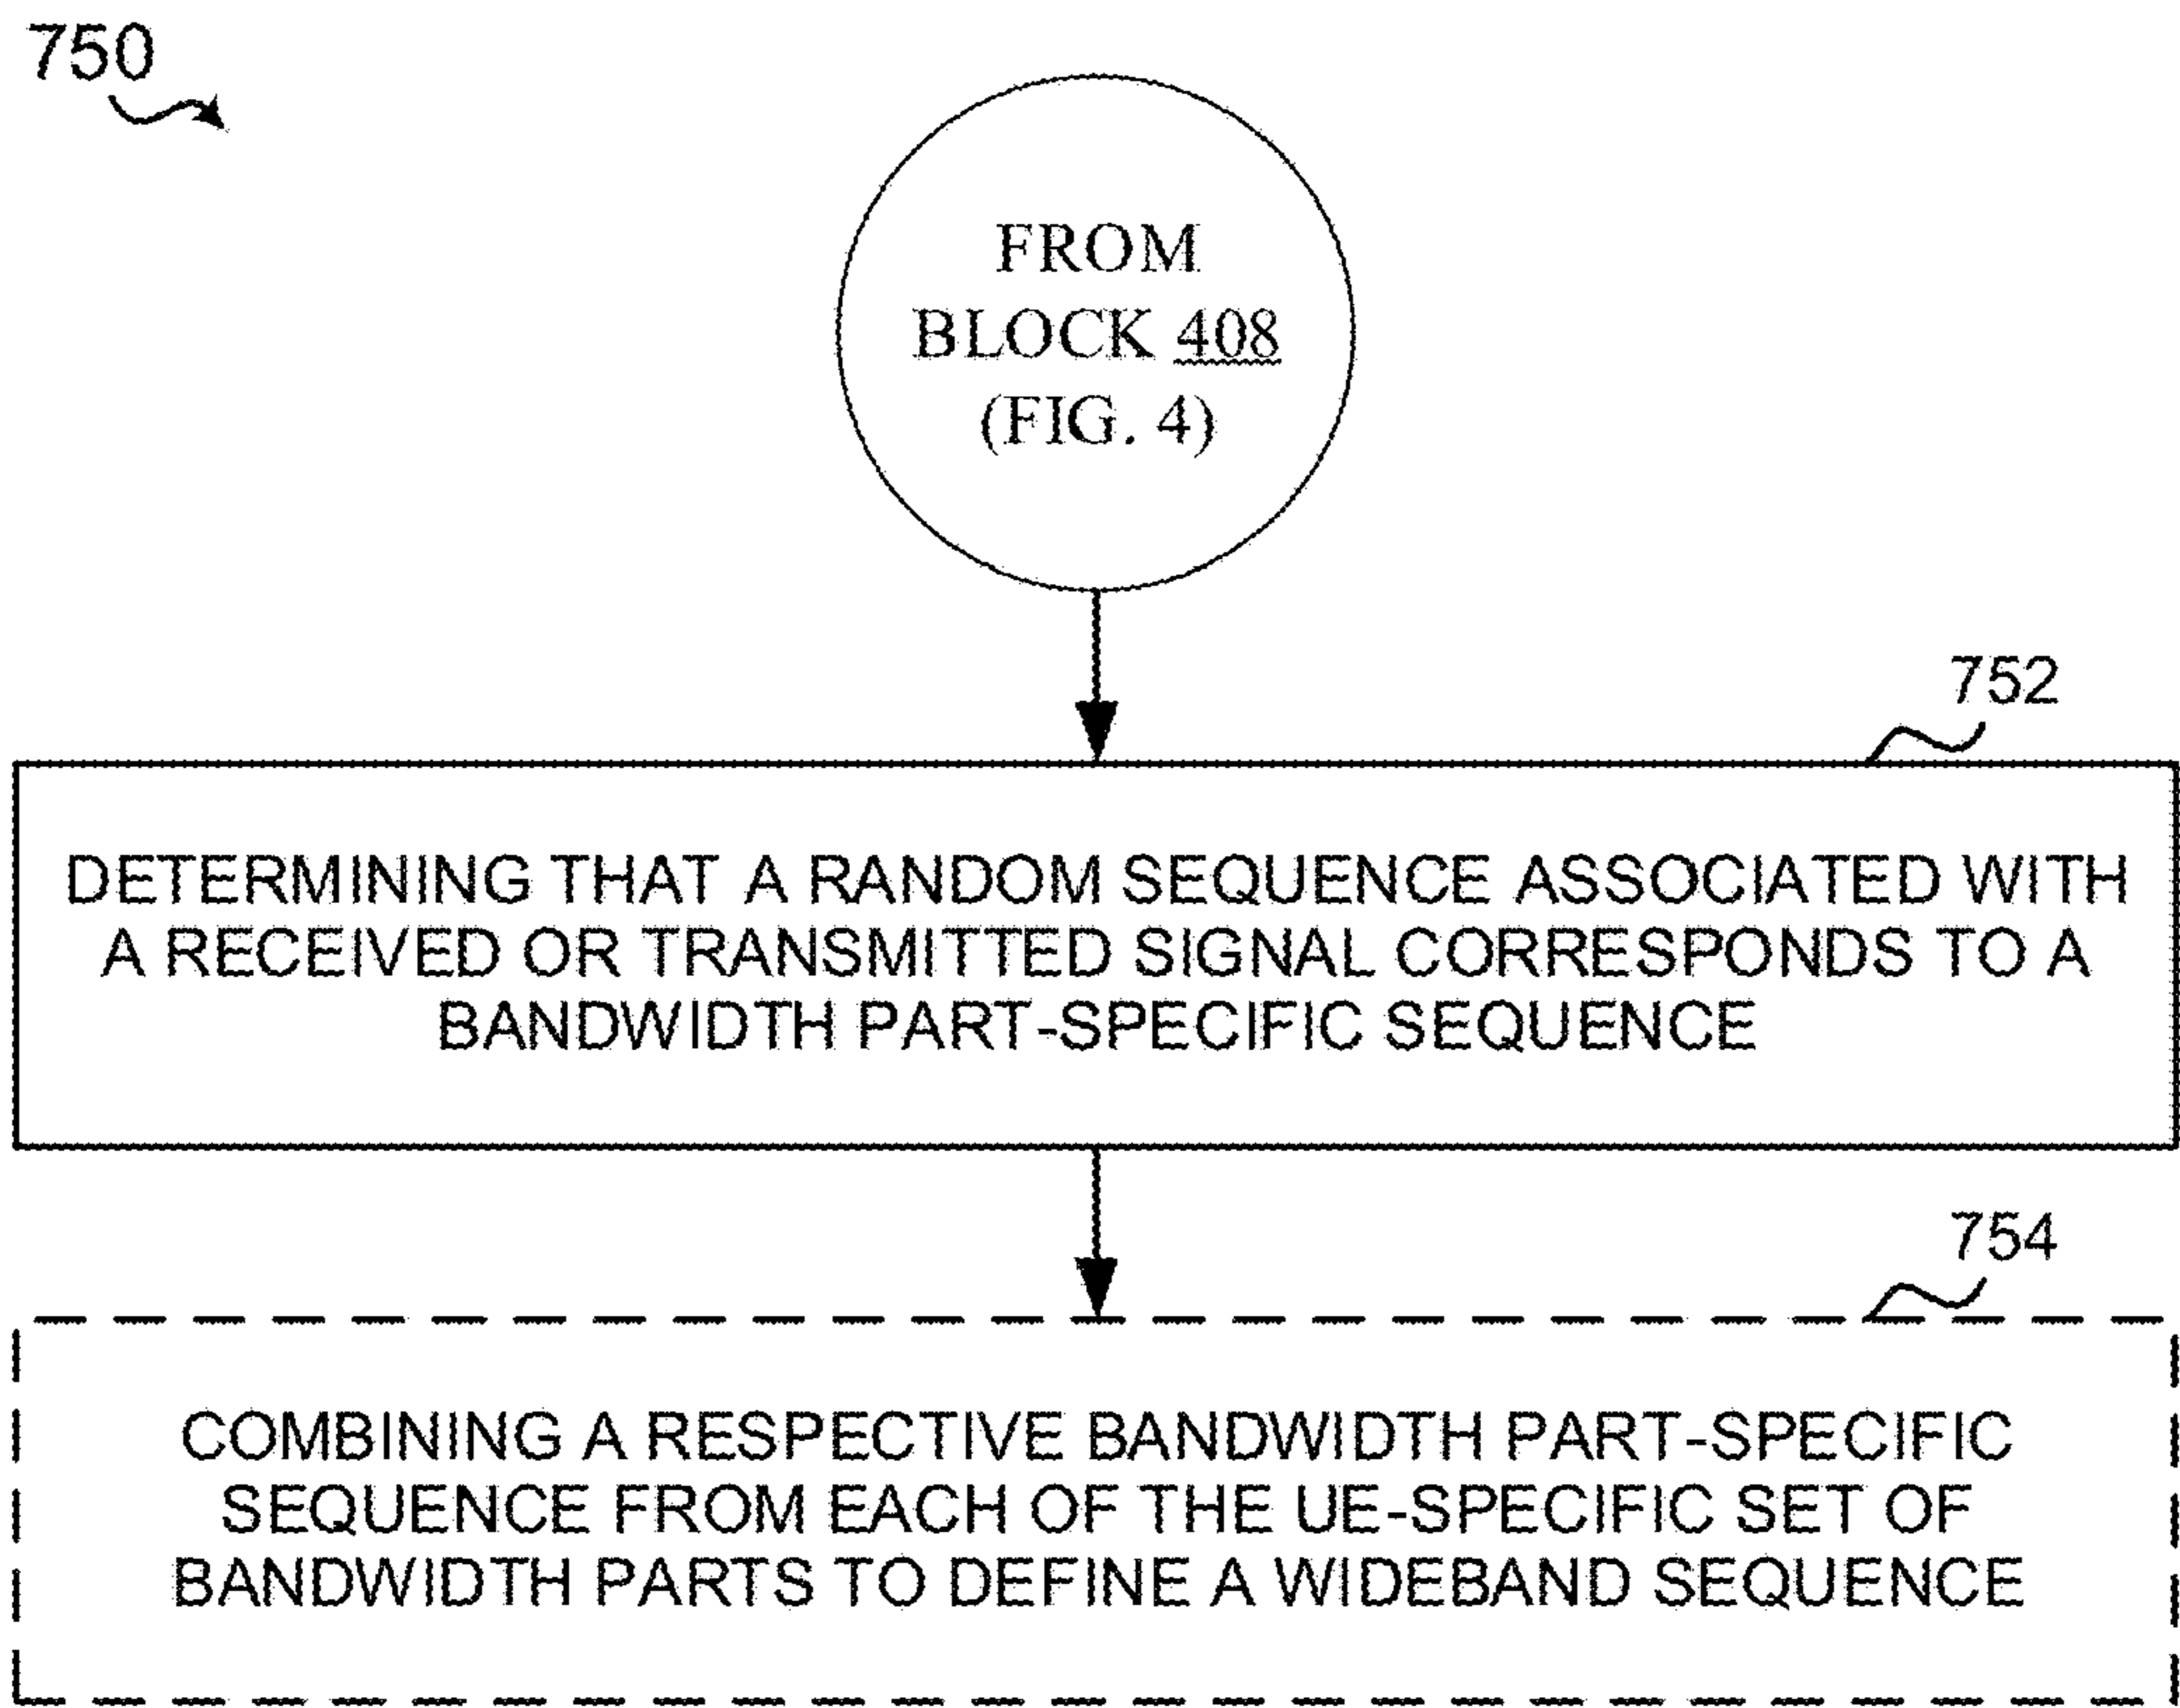 750
FROM
BLOCK 408
(FIG. 4)
752
DETERMINING THAT A RANDOM SEQUENCE ASSOCIATED WITH
A RECEIVED OR TRANSMITTED SIGNAL CORRESPONDS TO A
BANDWIDTH PART-SPECIFIC SEQUENCE
754
COMBINING A RESPECTIVE BANDWIDTH PART-SPECIFIC
SEQUENCE FROM EACH OF THE UE-SPECIFIC SET OF
BANDWIDTH PARTS TO DEFINE A WIDEBAND SEQUENCE